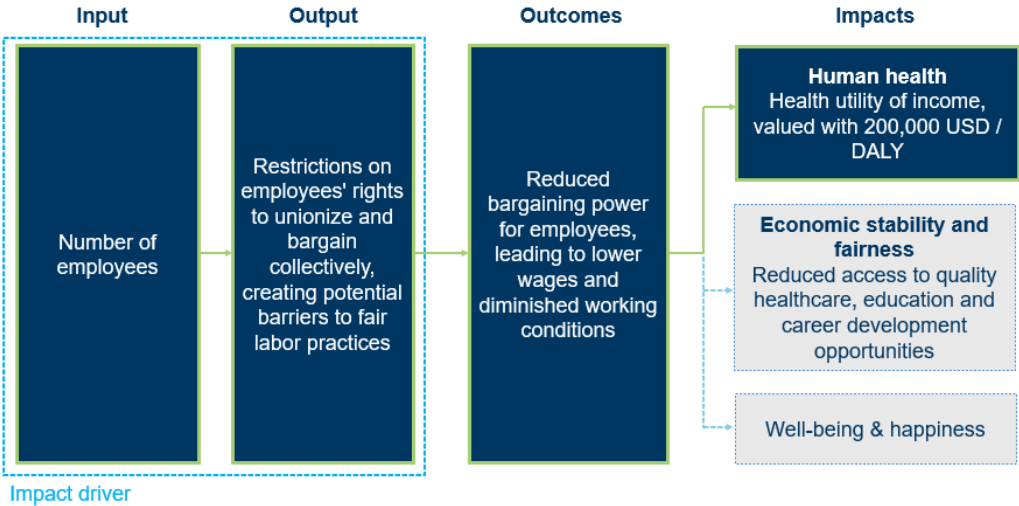 Input
Output
Outcomes
Impacts
Number of
employees
Restrictions on
employees' rights
to unionize and
bargain
collectively,
creating potential
barriers to fair
labor practices
Reduced
bargaining power
for employees,
leading to lower
wages and
diminished working
conditions
Human health
Health utility of income,
valued with 200,000 USD /
DALY
Economic stability and
fairness
Reduced access to quality
healthcare, education and
career development
opportunities
Well-being & happiness
Impact driver